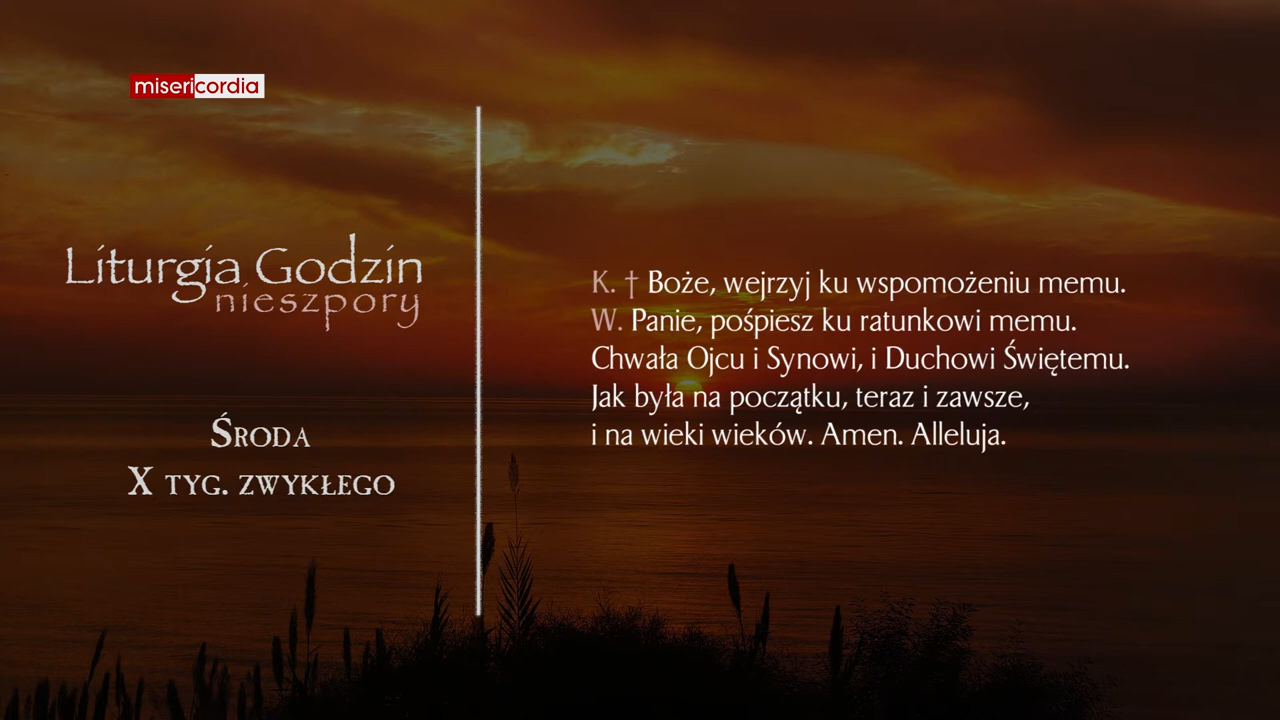 misericordia
Liturgia Godzin
nieszpory
Środa
X tyg. zwykłego
K. † Boże, wejrzyj ku wspomożeniu memu.
W. Panie, pośpiesz ku ratunkowi memu.
Chwała Ojcu i Synowi, i Duchowi Świętemu.
Jak była na początku, teraz i zawsze,
i na wieki wieków. Amen. Alleluja.